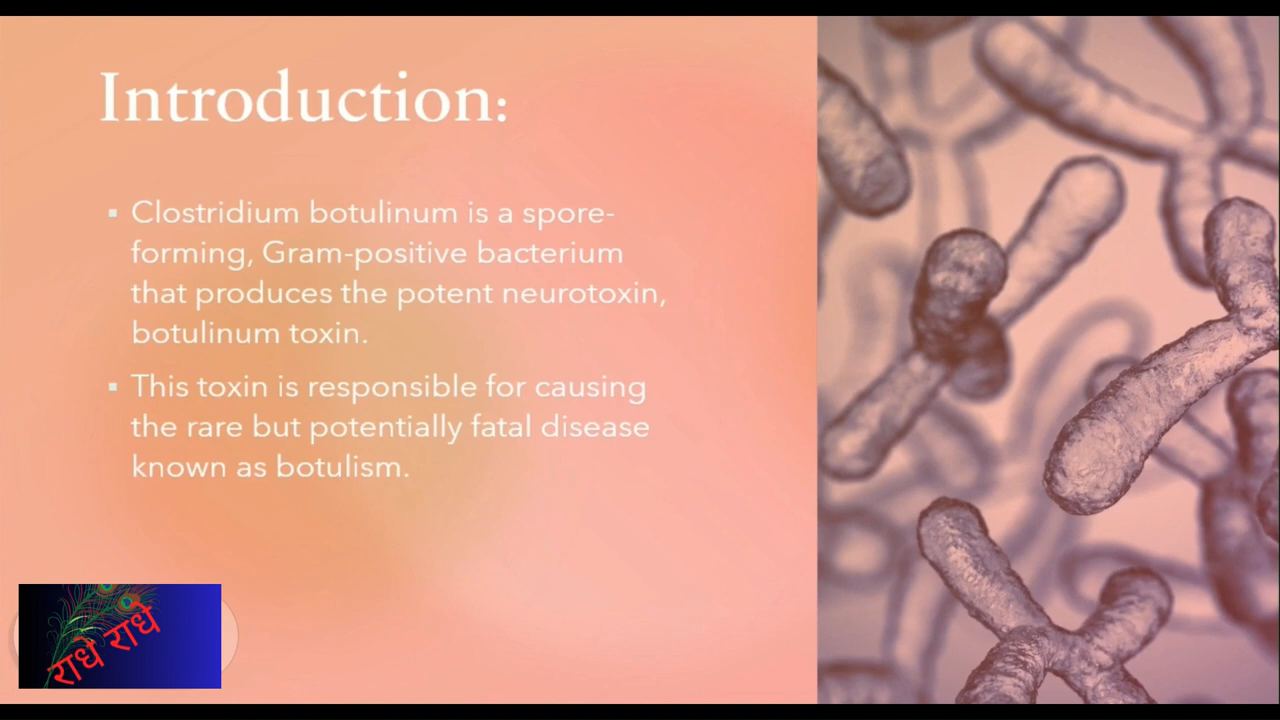 Introduction:
▪ Clostridium botulinum is a spore-
forming, Gram-positive bacterium
that produces the potent neurotoxin,
botulinum toxin.
▪ This toxin is responsible for causing
the rare but potentially fatal disease
known as botulism.
राधे राधे